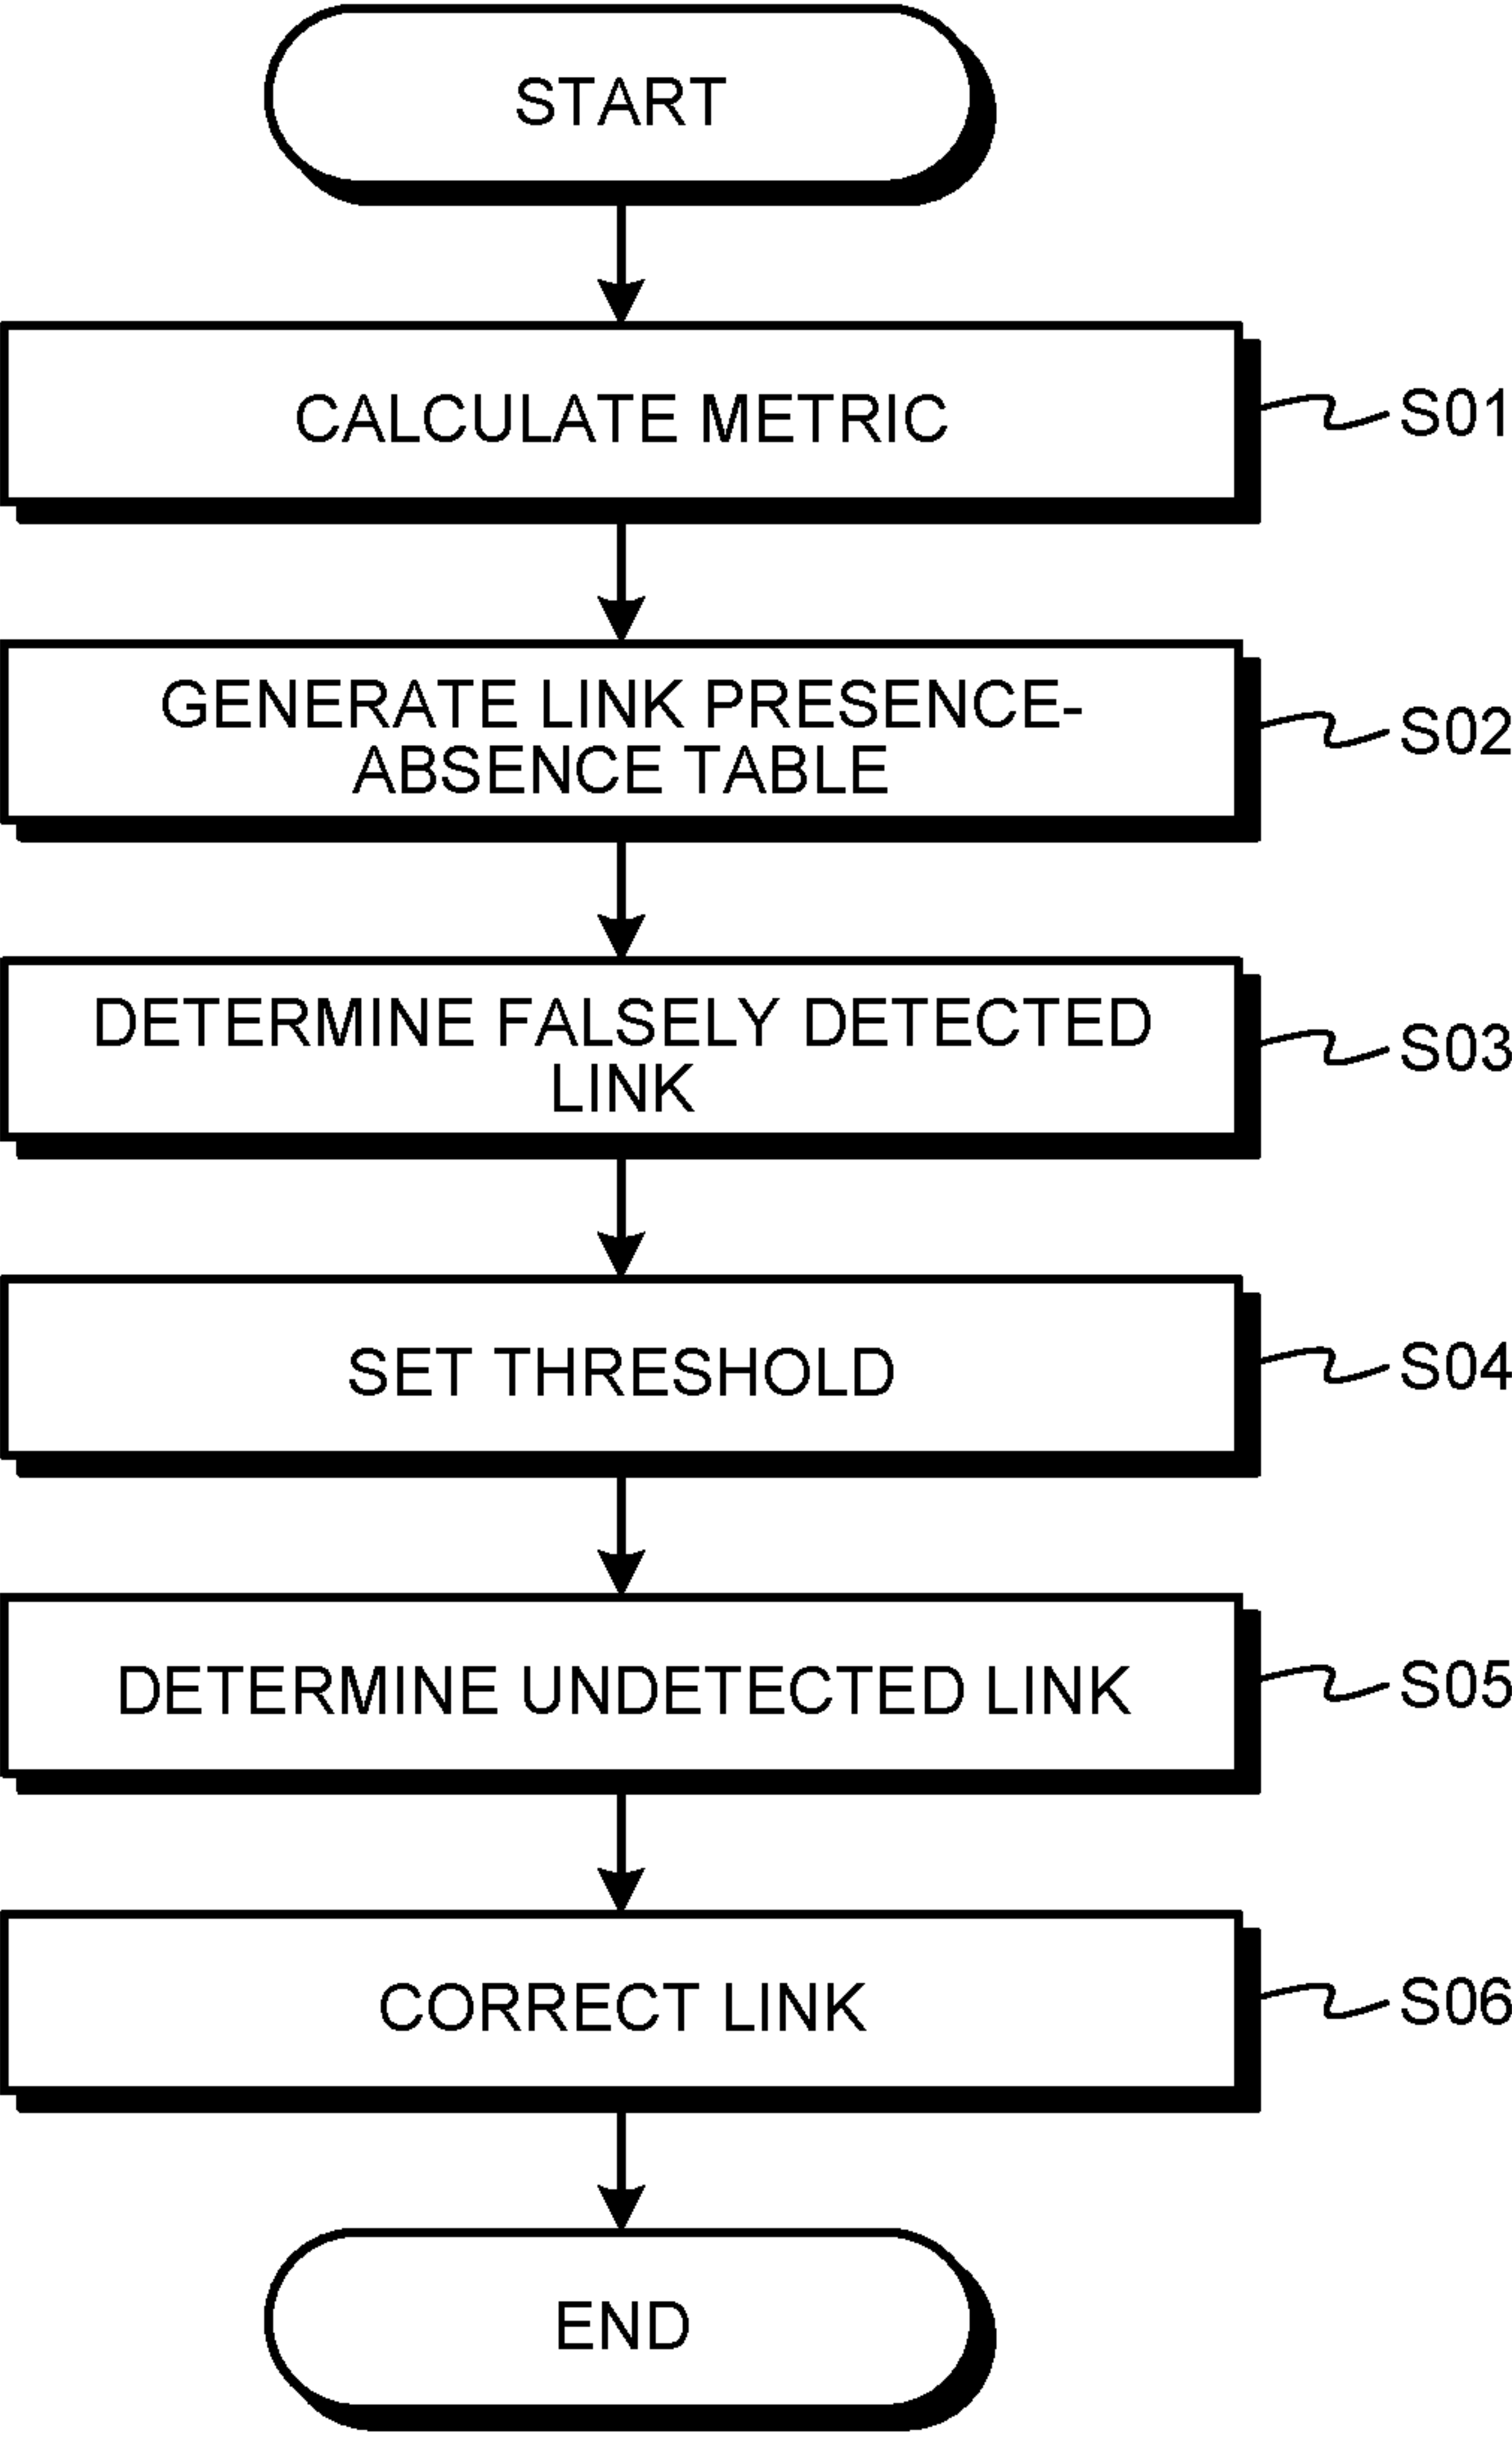 START
CALCULATE METRIC
S01
GENERATE LINK PRESENCE-
ABSENCE TABLE
S02
DETERMINE FALSELY DETECTED
LINK
S03
SET THRESHOLD
S04
DETERMINE UNDETECTED LINK
S05
CORRECT LINK
S06
END